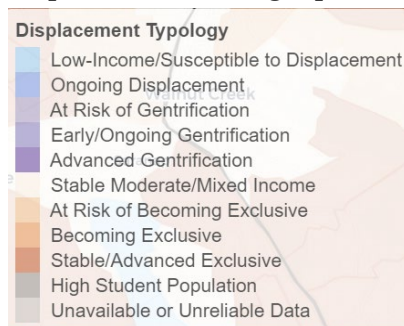 Displacement Typology
Low-Income/Susceptible to Displacement
Ongoing Displacement
At Risk of Gentrification
Early/Ongoing Gentrification
Advanced Gentrification
Stable Moderate/Mixed Income
At Risk of Becoming Exclusive
Becoming Exclusive
Stable/Advanced Exclusive
High Student Population
Unavailable or Unreliable Data
Walnut Creek